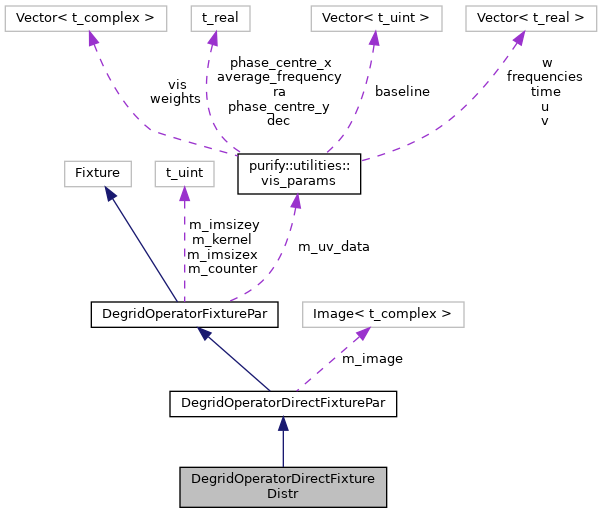 Vector< t_complex >
t_real
Vector< t_uint >
Vector< t_real >
vis
weights
phase_centre_x
average_frequency
ra
phase_centre_y
dec
baseline
w
frequencies
time
u
v
Fixture
t_uint
purify::utilities::
vis_params
m_imsizey
m_kernel
m_imsizex
m_counter
m_uv_data
DegridOperatorFixturePar
Image< t_complex >
m_image
DegridOperatorDirectFixturePar
DegridOperatorDirectFixture
Distr